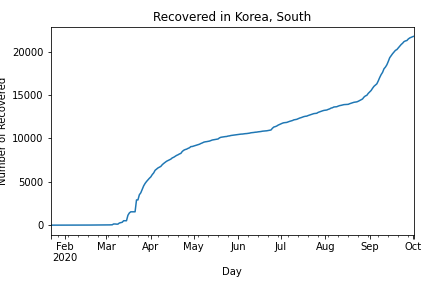 Recovered in Korea, South
Number of Recovered
20000
15000
10000
5000
0
Feb Mar Apr May Jun Jul Aug Sep Oct
2020
Day